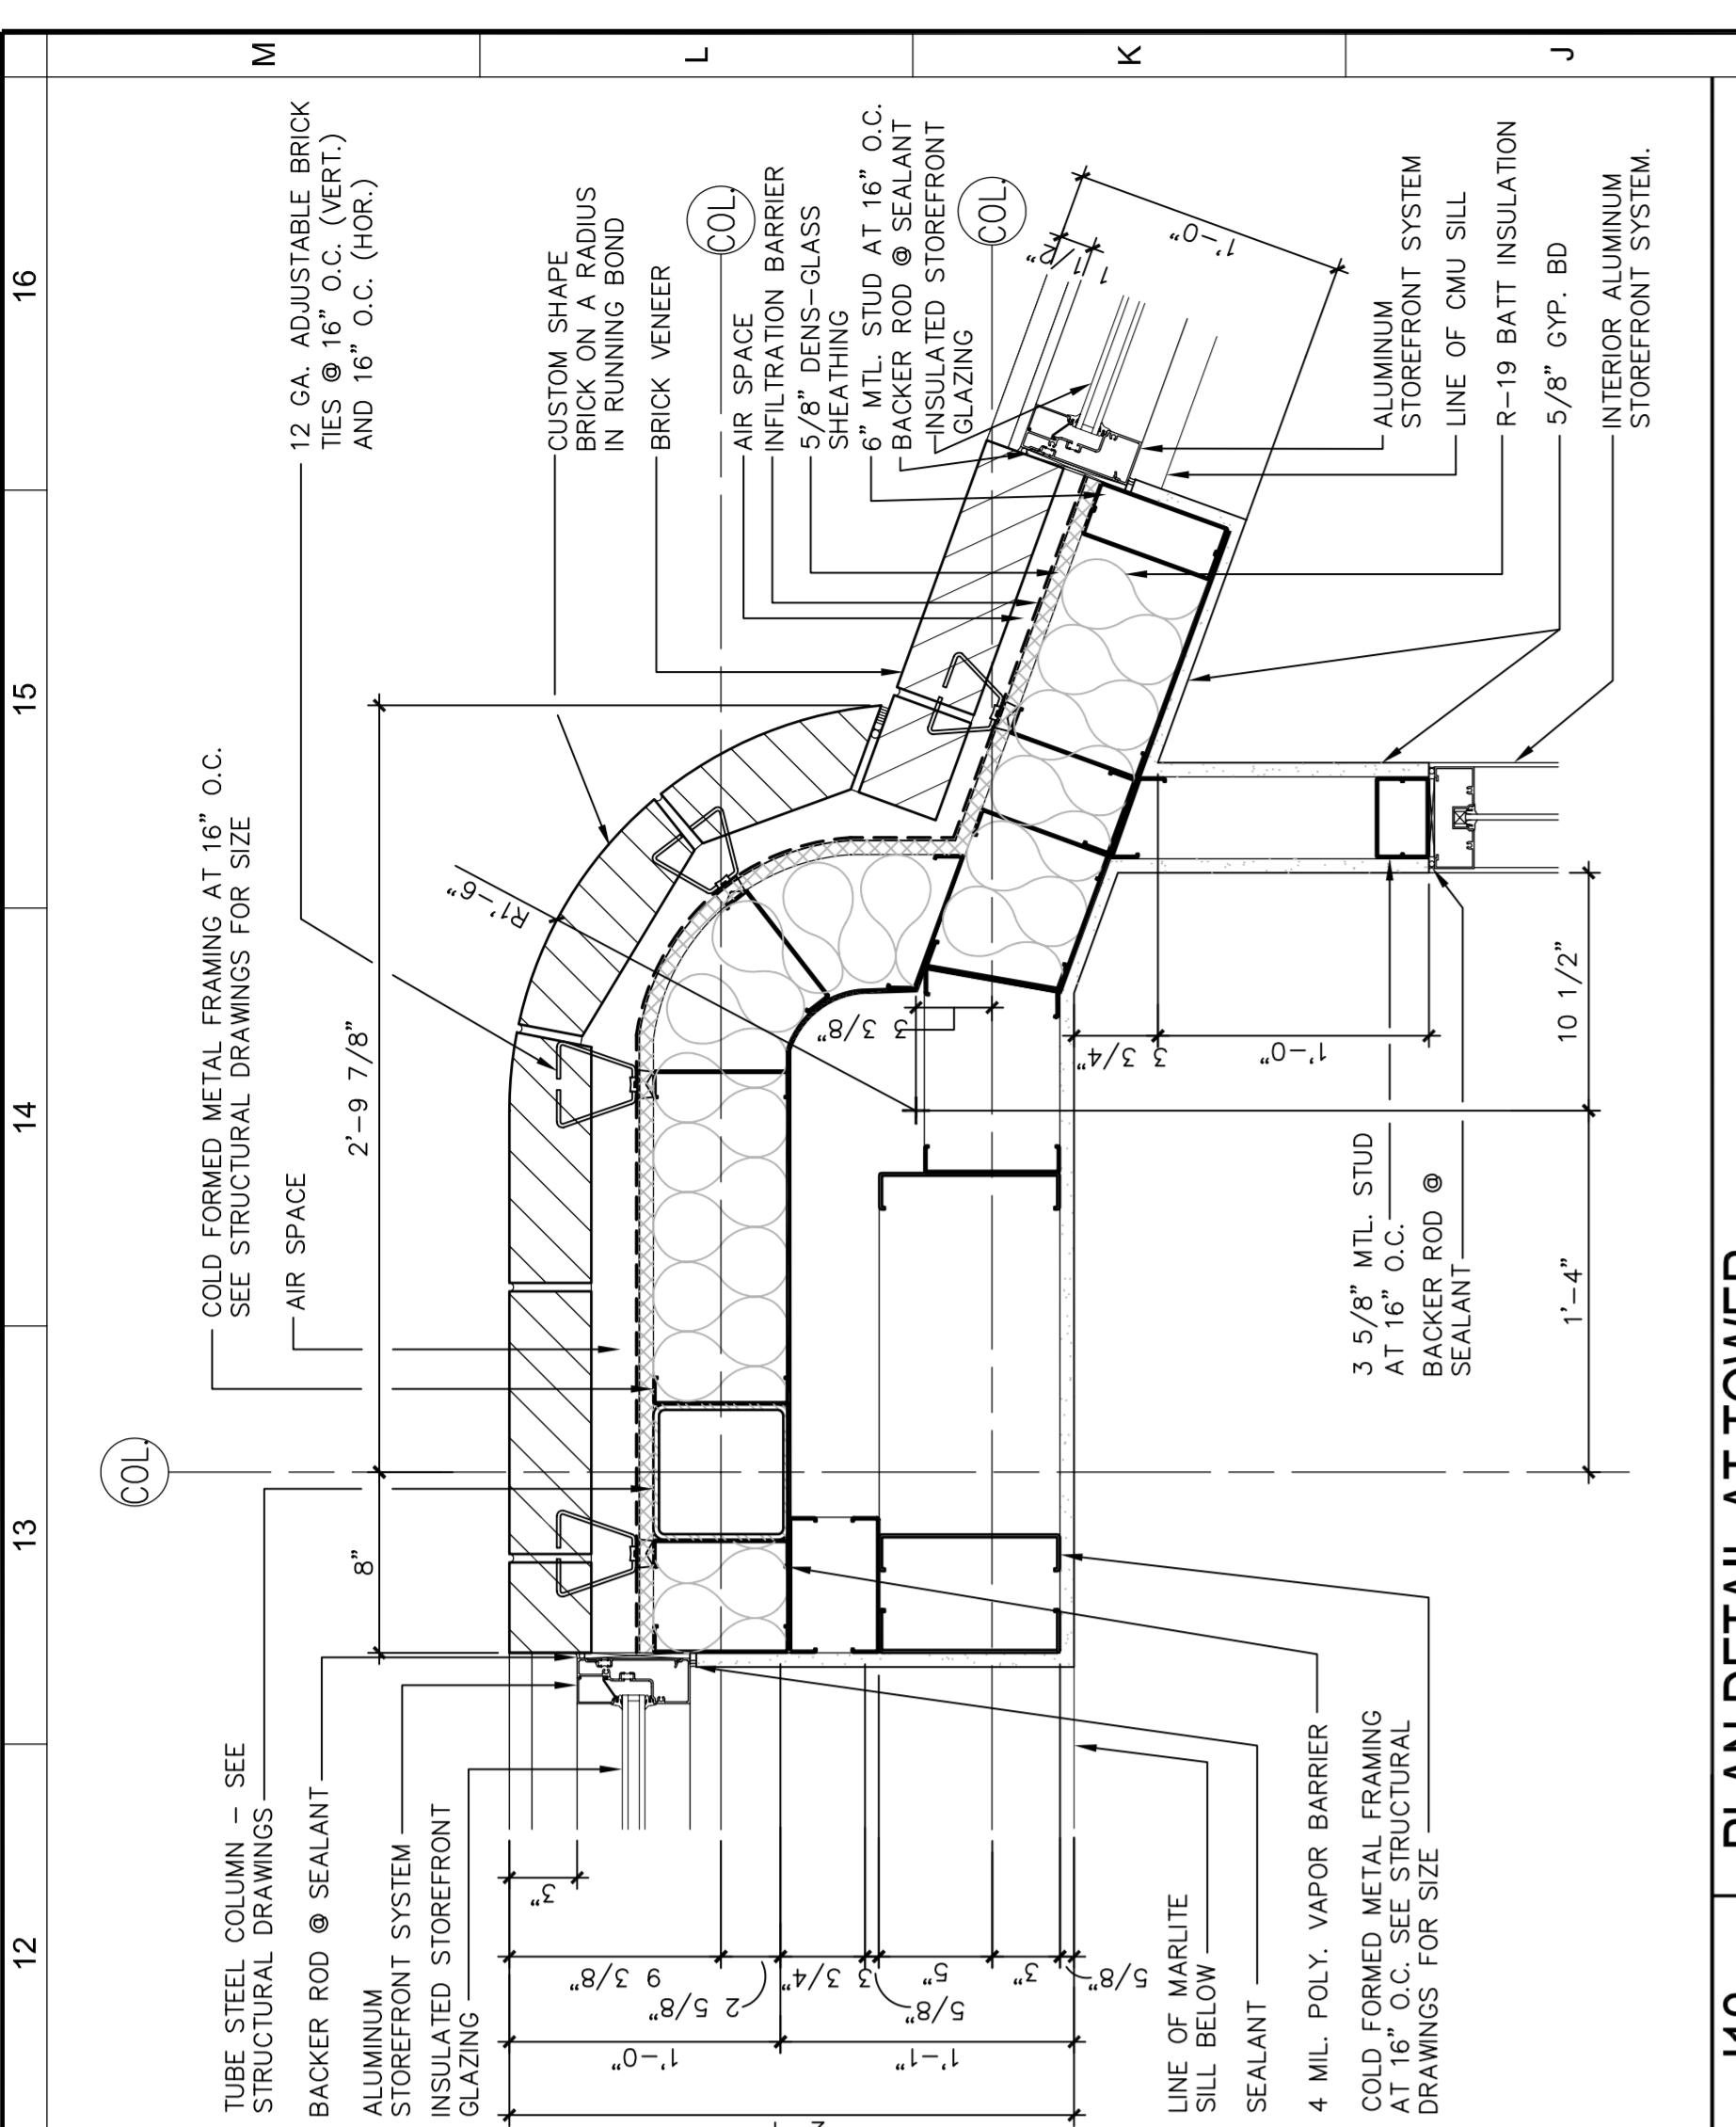 12
13
14
15
16
M
L
K
J
12 GA. ADJUSTABLE BRICK
TIES @ 16" O.C. (VERT.)
AND 16" O.C. (HOR.)
CUSTOM SHAPE
BRICK ON A RADIUS
IN RUNNING BOND
BRICK VENEER
COL.
AIR SPACE
INFILTRATION BARRIER
5/8" DENS-GLASS
SHEATHING
6" MTL. STUD AT 16" O.C.
BACKER ROD @ SEALANT
INSULATED STOREFRONT
GLAZING
COL.
1 1/2"
1'-0"
ALUMINUM
STOREFRONT SYSTEM
LINE OF CMU SILL
R-19 BATT INSULATION
5/8" GYP. BD
INTERIOR ALUMINUM
STOREFRONT SYSTEM.
COLD FORMED METAL FRAMING AT 16" O.C.
SEE STRUCTURAL DRAWINGS FOR SIZE
AIR SPACE
2'-9 7/8"
8"
R1'-6"
COL.
3 3/8"
3 3/4"
1'-0"
10 1/2"
1'-4"
3 5/8" MTL. STUD
AT 16" O.C.
BACKER ROD @
SEALANT
TUBE STEEL COLUMN - SEE
STRUCTURAL DRAWINGS
BACKER ROD @ SEALANT
ALUMINUM
STOREFRONT SYSTEM
INSULATED STOREFRONT
GLAZING
3"
9 3/8"
2 5/8"
3 3/4"
5/8"
5"
3"
5/8"
1'-0"
1'-1"
LINE OF MARLITE
SILL BELOW
SEALANT
4 MIL. POLY. VAPOR BARRIER
COLD FORMED METAL FRAMING
AT 16" O.C. SEE STRUCTURAL
DRAWINGS FOR SIZE
PLAN DETAIL AT TOWER